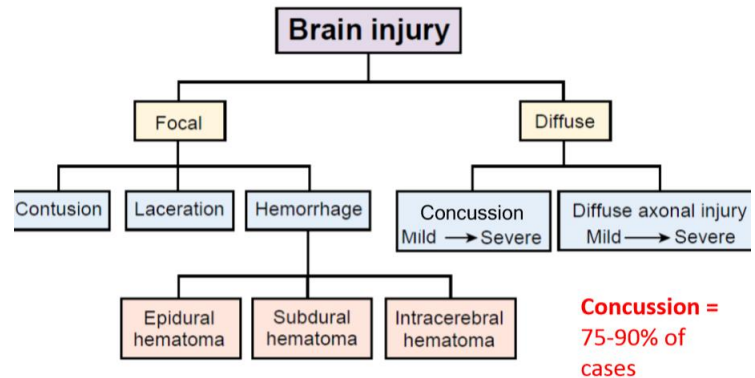 Brain injury
Focal
Diffuse
Contusion
Laceration
Hemorrhage
Concussion
Mild → Severe
Diffuse axonal injury
Mild → Severe
Epidural
hematoma
Subdural
hematoma
Intracerebral
hematoma
Concussion =
75-90% of
cases